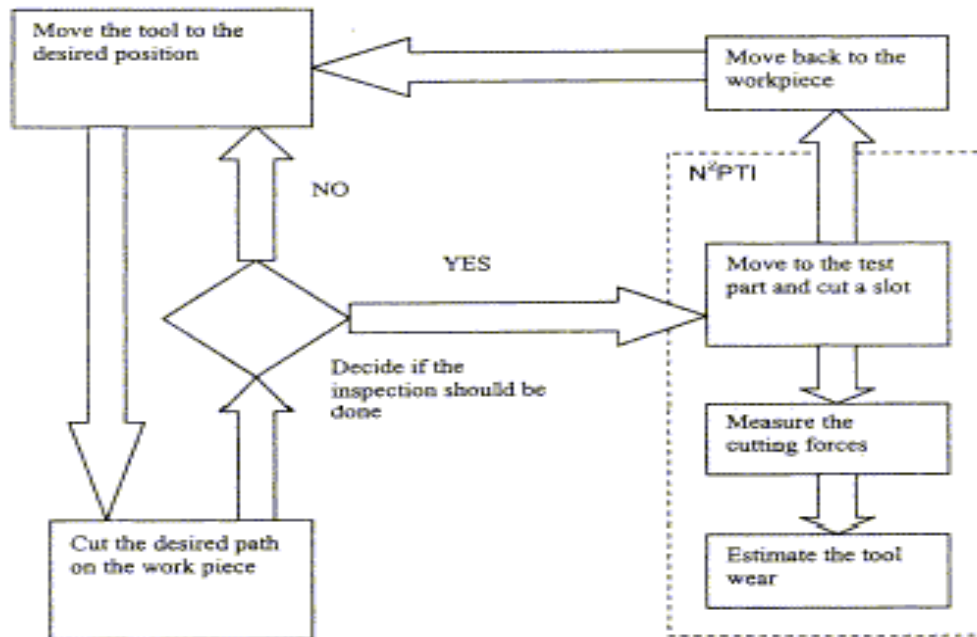 Move the tool to the
desired position
Move back to the
workpiece
NO
N²PTI
YES
Move to the test
part and cut a slot
Decide if the
inspection should be
done
Measure the
cutting forces
Cut the desired path
on the work piece
Estimate the tool
wear